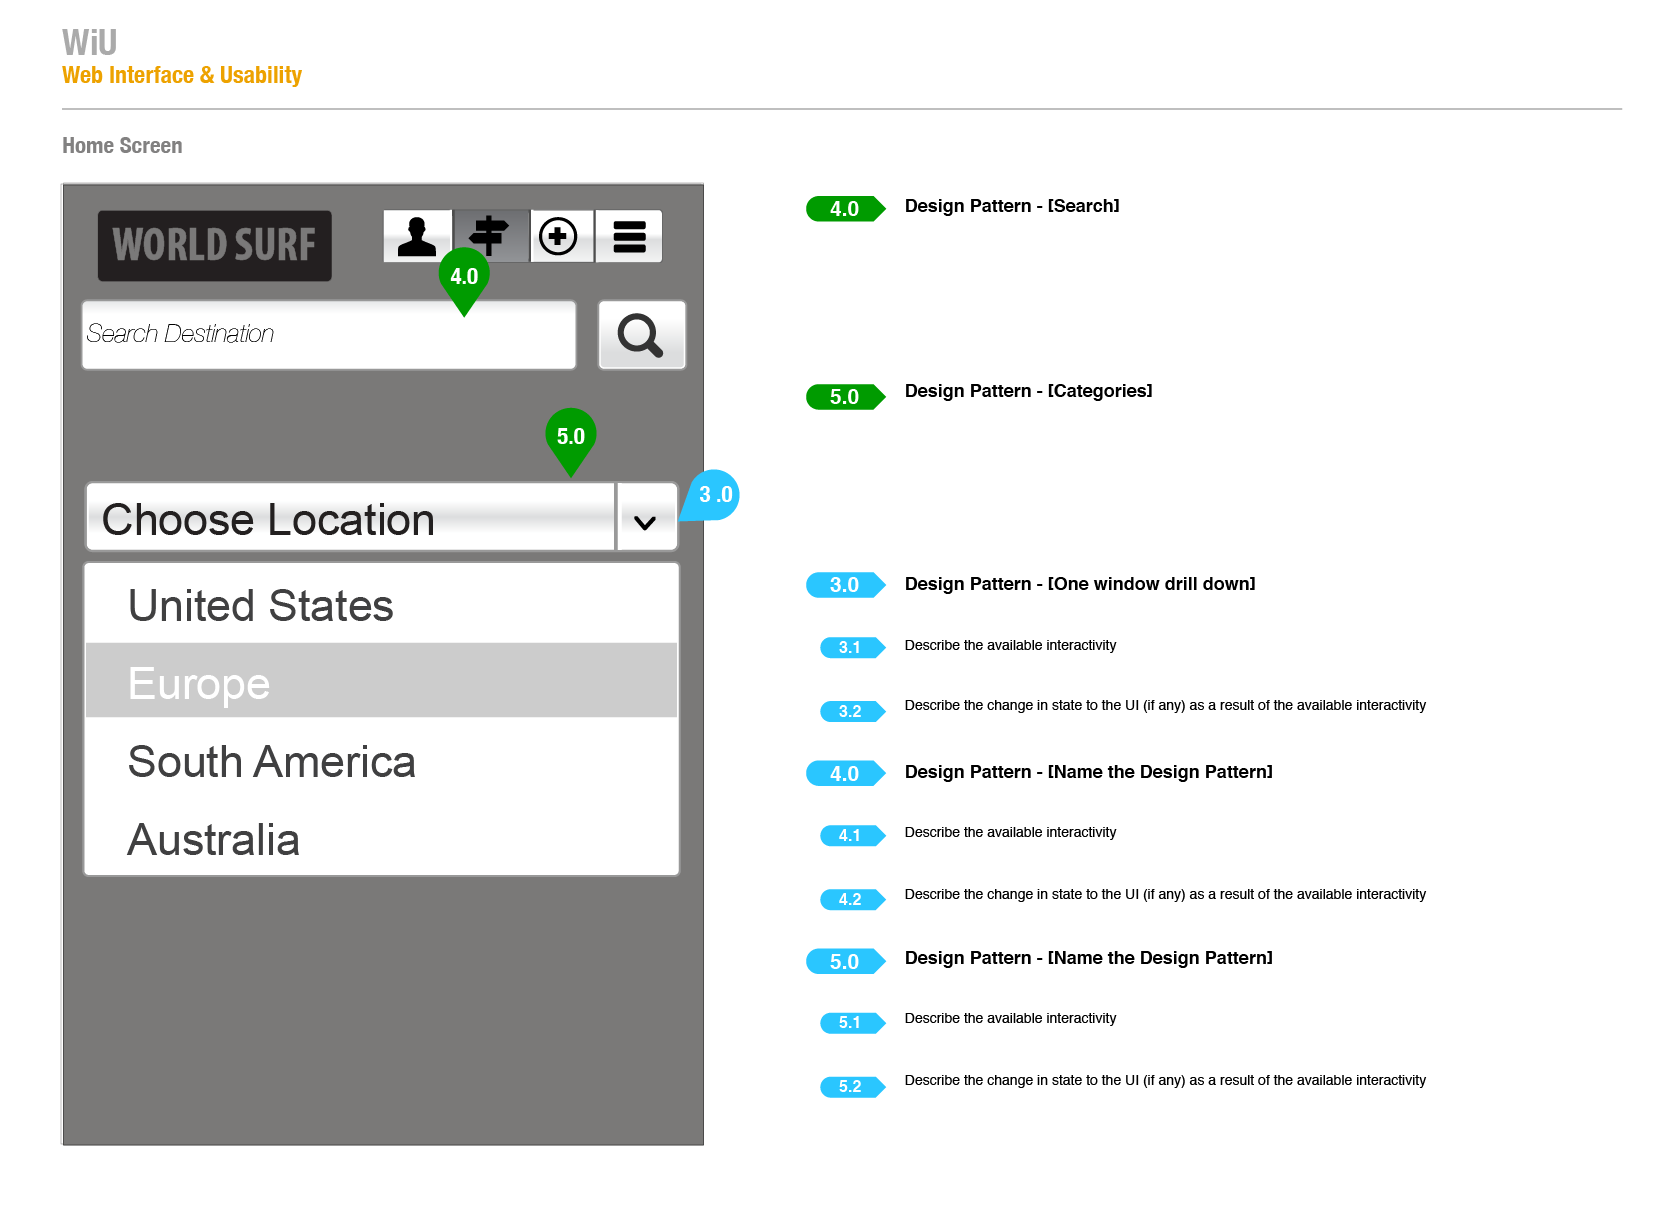 WiU
Web Interface & Usability
Home Screen
WORLD SURF
4.0
Search Destination
5.0
Choose Location
3 .0
United States
Europe
South America
Australia
4.0 Design Pattern - [Search]
5.0 Design Pattern - [Categories]
3.0 Design Pattern - [One window drill down]
3.1 Describe the available interactivity
3.2 Describe the change in state to the UI (if any) as a result of the available interactivity
4.0 Design Pattern - [Name the Design Pattern]
4.1 Describe the available interactivity
4.2 Describe the change in state to the UI (if any) as a result of the available interactivity
5.0 Design Pattern - [Name the Design Pattern]
5.1 Describe the available interactivity
5.2 Describe the change in state to the UI (if any) as a result of the available interactivity